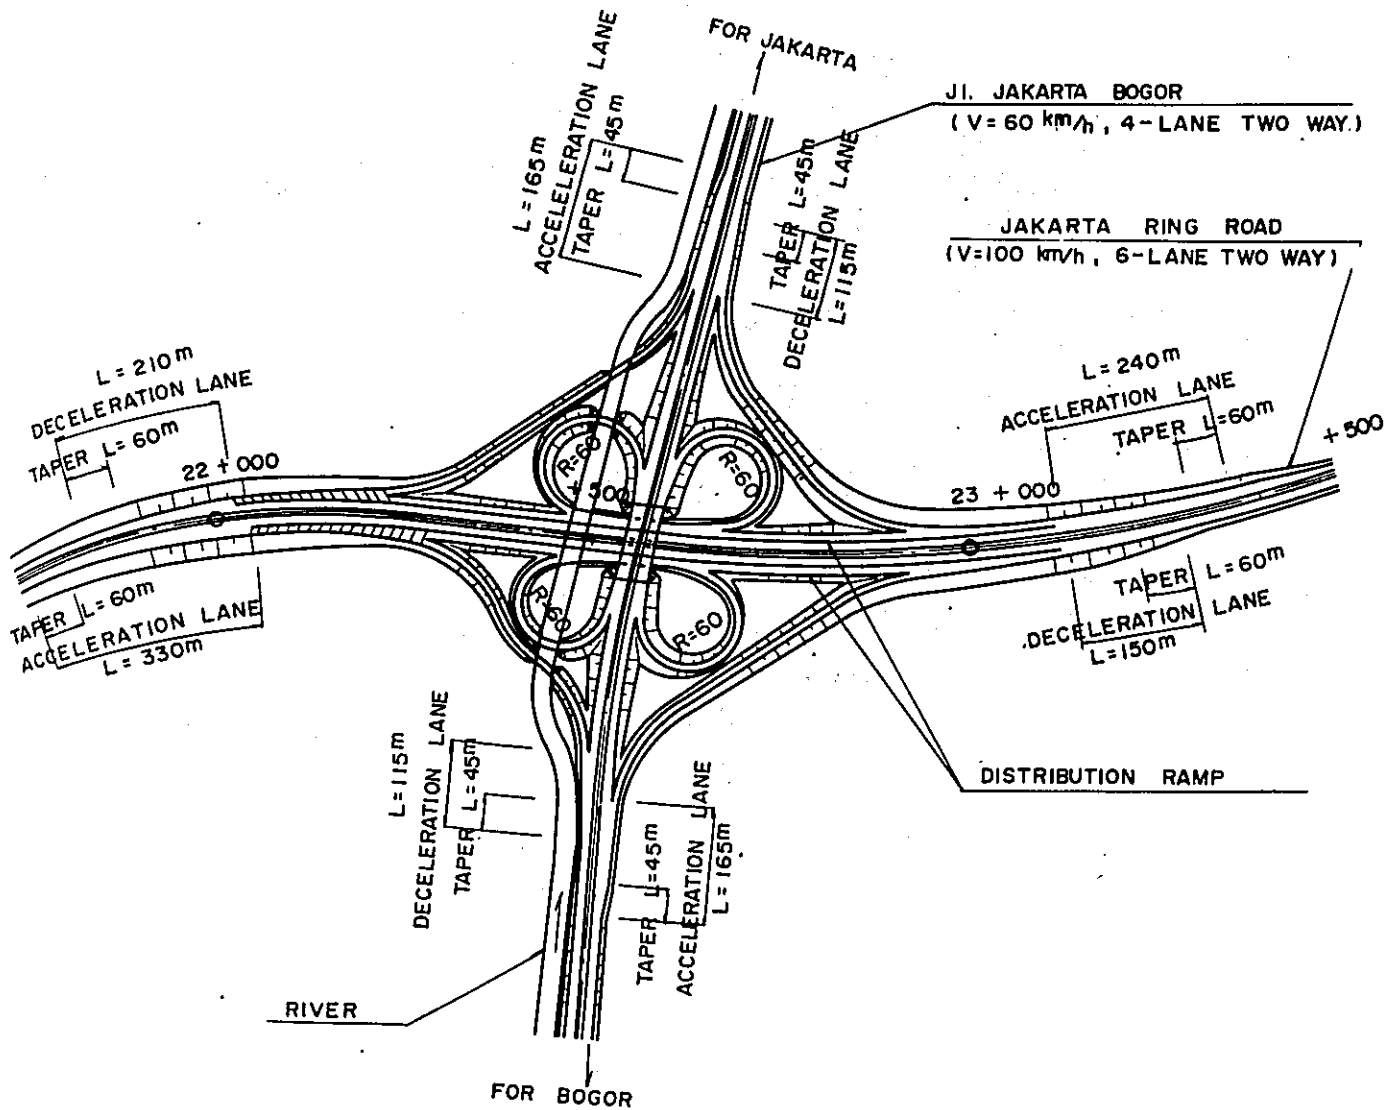 FOR JAKARTA
J1. JAKARTA BOGOR
(V=60 km/h, 4-LANE TWO WAY.)
JAKARTA RING ROAD
(V=100 km/h, 6-LANE TWO WAY)
L=165m
ACCELELERATION LANE
TAPER L=45m
TAPER L=45m
DECELERATION LANE
L=115m
L=210m
DECELERATION LANE
TAPER L=60m
22+000
L=240m
ACCELERATION LANE
TAPER L=60m
+500
23+000
R=60
R=60
+500
R=60
R=60
TAPER L=60m
ACCELERATION LANE
L=330m
TAPER L=60m
DECELERATION LANE
L=150m
L=115m
DECELERATION LANE
TAPER L=45m
TAPER L=45m
ACCELERATION LANE
L=165m
DISTRIBUTION RAMP
RIVER
FOR BOGOR